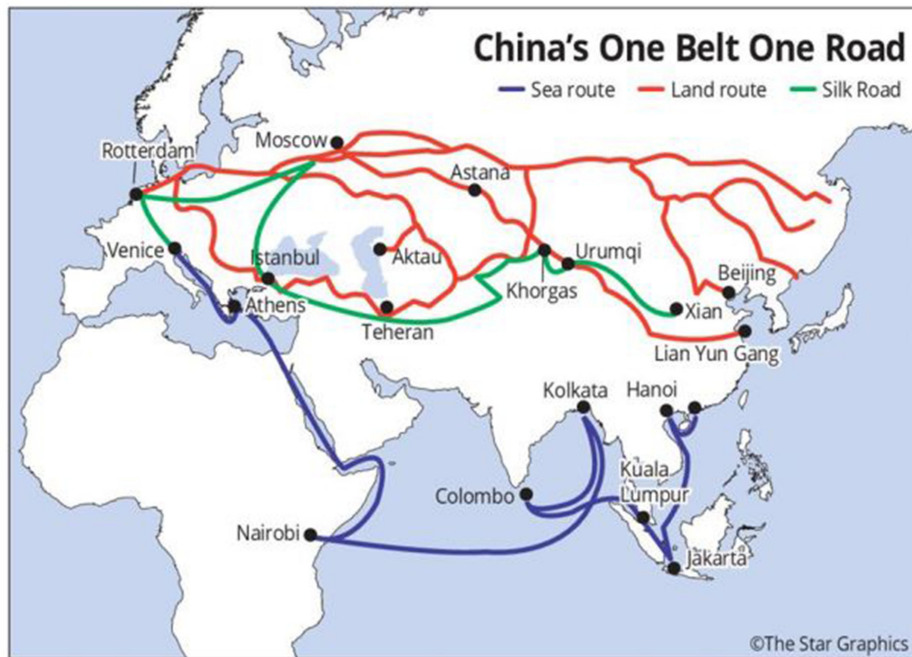 China's One Belt One Road
Sea route Land route Silk Road
Moscow
Rotterdam
Astana
Venice
Istanbul
Aktau
Urumqi
Khorgas
Beijing
Athens
Xian
Teheran
Lian Yun Gang
Kolkata
Hanoi
Kuala
Lumpur
Colombo
Nairobi
Jakarta
©The Star Graphics